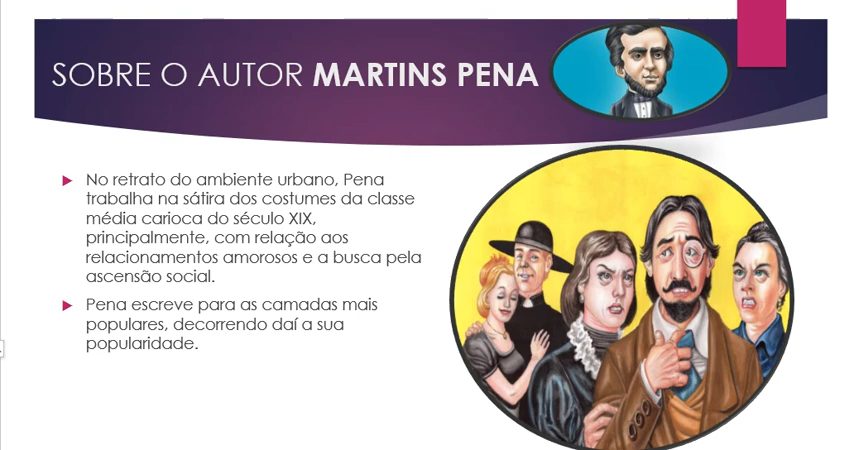 SOBRE O AUTOR MARTINS PENA
No retrato do ambiente urbano, Pena
trabalha na sátira dos costumes da classe
média carioca do século XIX,
principalmente, com relação aos
relacionamentos amorosos e a busca pela
ascensão social.
Pena escreve para as camadas mais
populares, decorrendo daí a sua
popularidade.